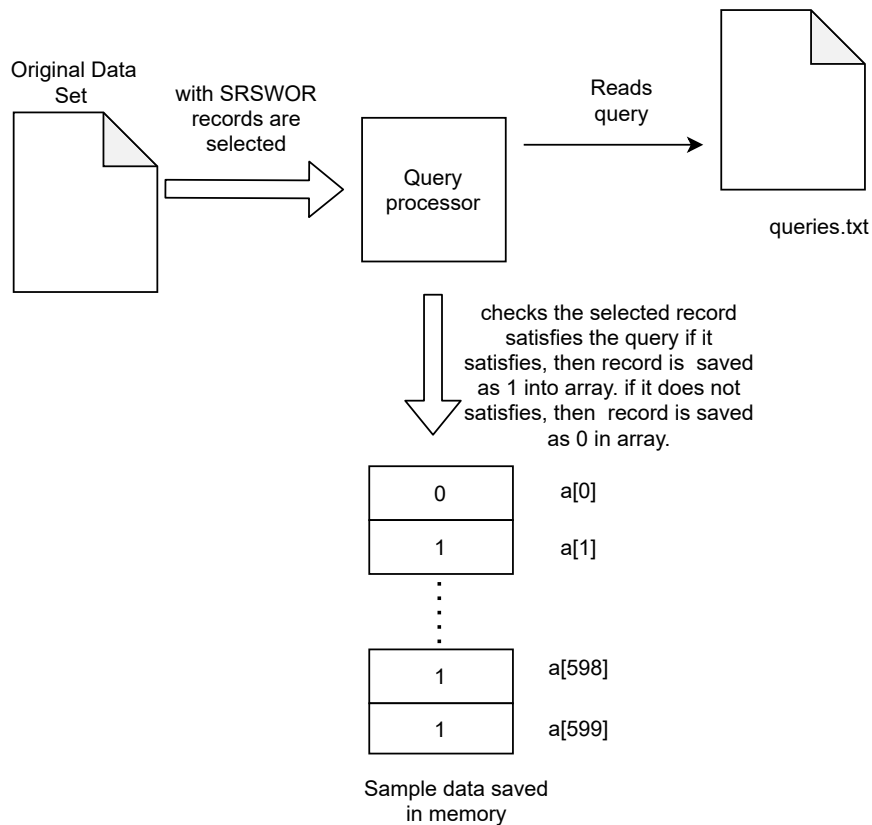 Original Data
Set
with SRSWOR
records are
selected
Query
processor
Reads
query
queries.txt
checks the selected record
satisfies the query if it
satisfies, then record is saved
as 1 into array. if it does not
satisfies, then record is saved
as 0 in array.
0
a[0]
1
a[1]
1
a[598]
1
a[599]
Sample data saved
in memory